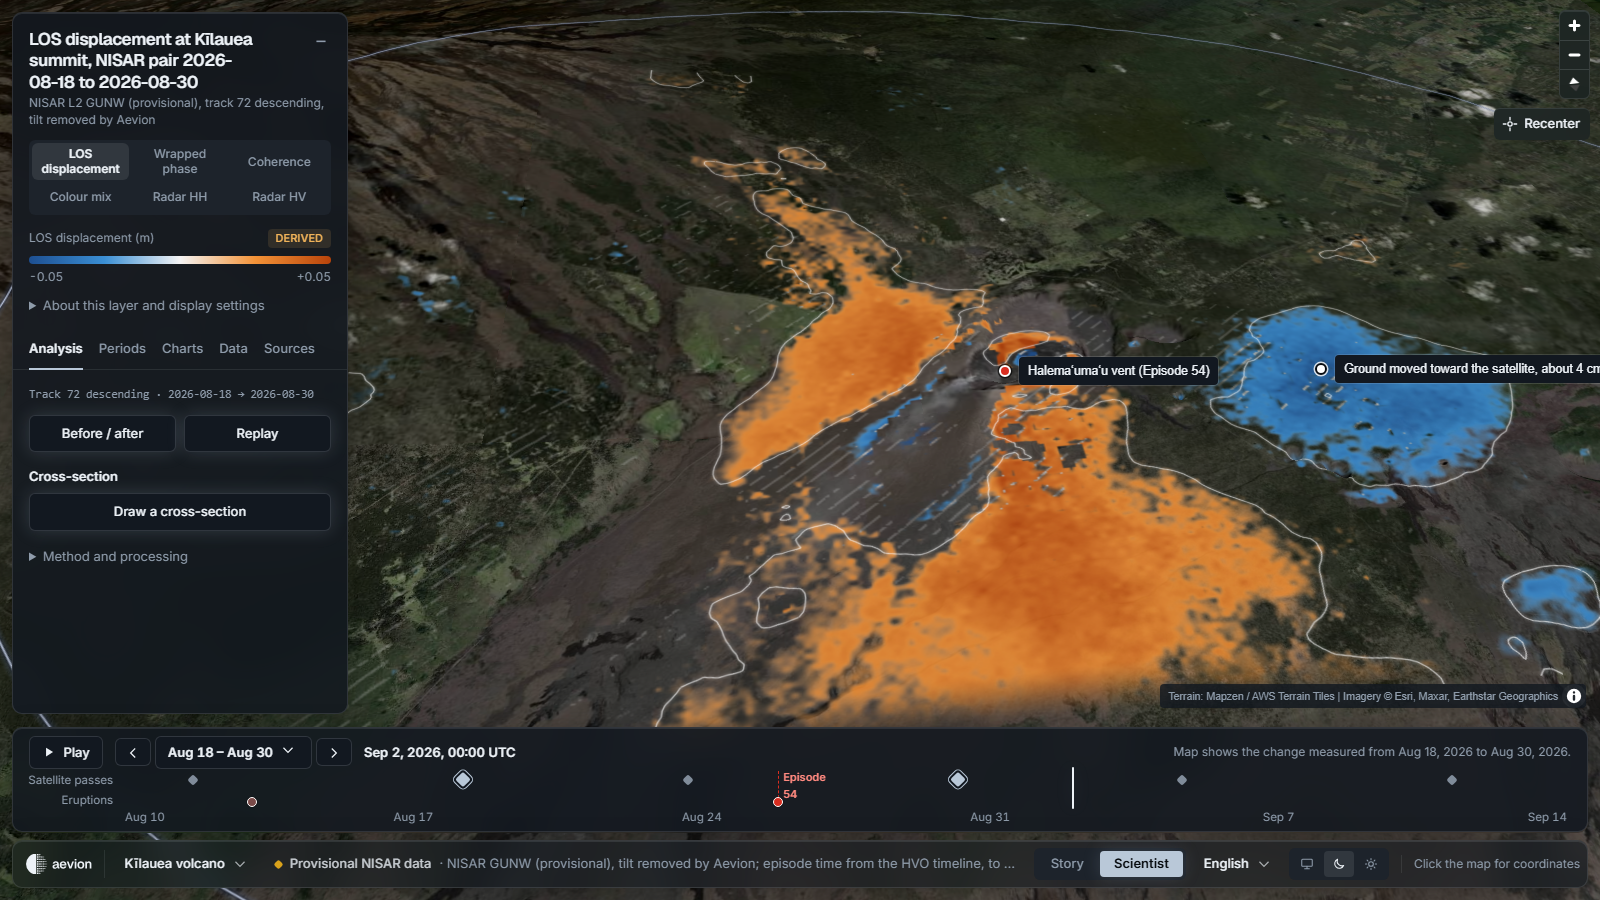 LOS displacement at Kīlauea
summit, NISAR pair 2026-
08-18 to 2026-08-30
NISAR L2 GUNW (provisional), track 72 descending,
tilt removed by Aevion
LOS
displacement
Wrapped
phase
Coherence
Colour mix
Radar HH
Radar HV
LOS displacement (m)
DERIVED
-0.05
+0.05
About this layer and display settings
Analysis
Periods
Charts
Data
Sources
Track 72 descending · 2026-08-18 → 2026-08-30
Before / after
Replay
Cross-section
Draw a cross-section
Method and processing
Recenter
Halemaʻumaʻu vent (Episode 54)
Ground moved toward the satellite, about 4 cm
Terrain: Mapzen / AWS Terrain Tiles | Imagery © Esri, Maxar, Earthstar Geographics
Play
Aug 18 – Aug 30
Sep 2, 2026, 00:00 UTC
Map shows the change measured from Aug 18, 2026 to Aug 30, 2026.
Satellite passes
Eruptions
Episode
54
Aug 10
Aug 17
Aug 24
Aug 31
Sep 7
Sep 14
aevion
Kīlauea volcano
Provisional NISAR data · NISAR GUNW (provisional), tilt removed by Aevion; episode time from the HVO timeline, to ...
Story
Scientist
English
Click the map for coordinates